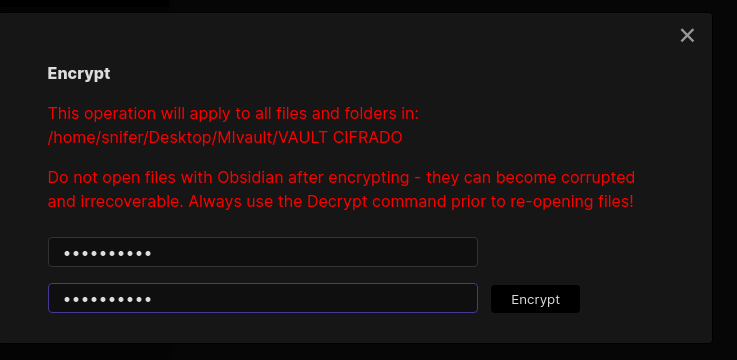 Encrypt
This operation will apply to all files and folders in:
/home/snifer/Desktop/MIvault/VAULT CIFRADO
Do not open files with Obsidian after encrypting - they can become corrupted
and irrecoverable. Always use the Decrypt command prior to re-opening files!
••••••••••
••••••••••
Encrypt